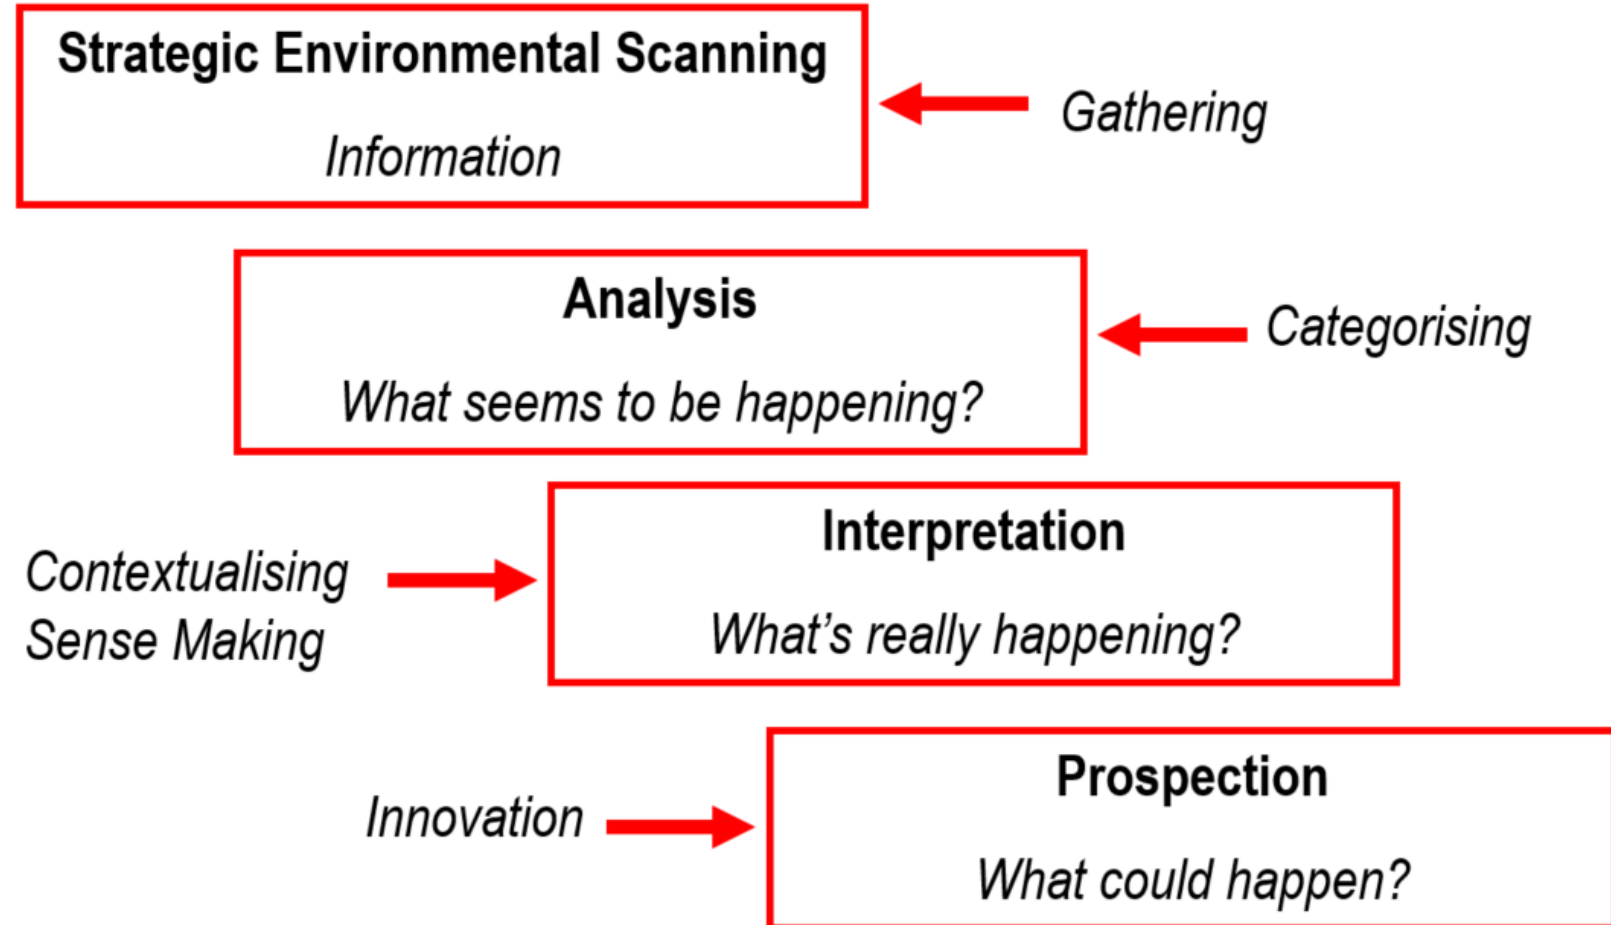 Strategic Environmental Scanning
Information
Gathering
Analysis
What seems to be happening?
Categorising
Interpretation
What’s really happening?
Contextualising
Sense Making
Prospection
What could happen?
Innovation